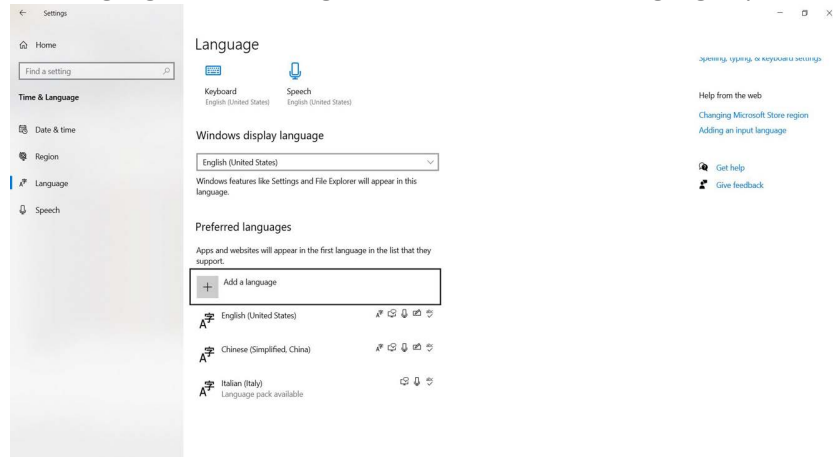 Settings
Home
Find a setting
Time & Language
Date & time
Region
Language
Speech
Language
Keyboard
English (United States)
Speech
English (United States)
Windows display language
English (United States)
Windows features like Settings and File Explorer will appear in this
language.
Preferred languages
Apps and websites will appear in the first language in the list that they
support.
Add a language
English (United States)
Chinese (Simplified, China)
Italian (Italy)
Language pack available
Spelling, typing, & keyboard settings
Help from the web
Changing Microsoft Store region
Adding an input language
Get help
Give feedback